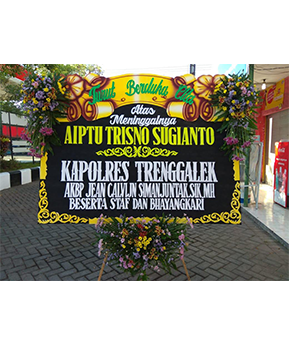 Turut Berduka Cita
Atas
Meninggalnya
AIPTU TRISNO SUGIANTO
KAPOLRES TRENGGALEK
AKBP JEAN CALVIJN SIMANJUNTAK.SIK,MH
BESERTA STAF DAN BHAYANGKARI